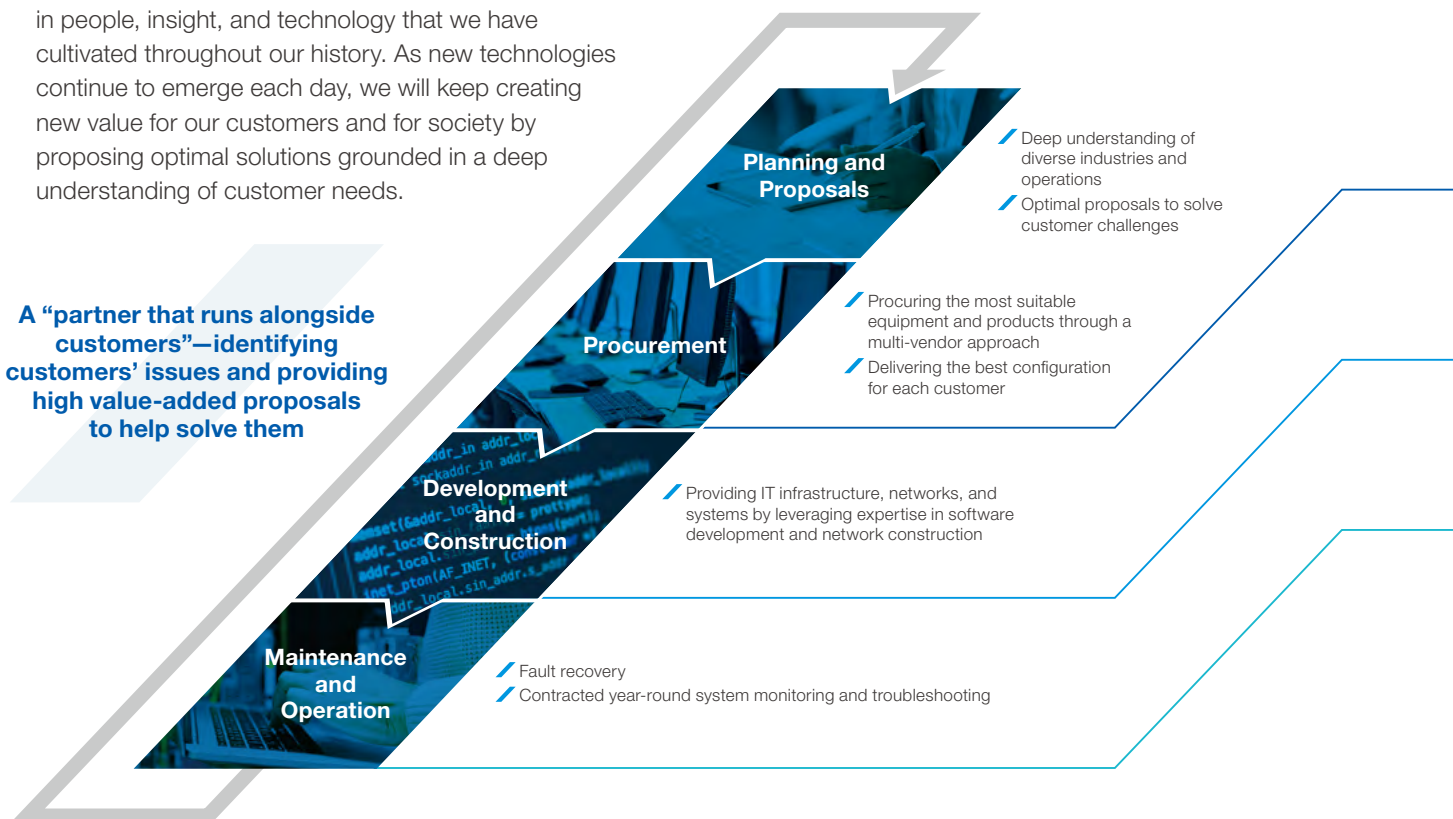 in people, insight, and technology that we have
cultivated throughout our history. As new technologies
continue to emerge each day, we will keep creating
new value for our customers and for society by
proposing optimal solutions grounded in a deep
understanding of customer needs.
A “partner that runs alongside
customers”—identifying
customers’ issues and providing
high value-added proposals
to help solve them
Planning and
Proposals
Deep understanding of
diverse industries and
operations
Optimal proposals to solve
customer challenges
Procurement
Procuring the most suitable
equipment and products through a
multi-vendor approach
Delivering the best configuration
for each customer
Development
and
Construction
Providing IT infrastructure, networks, and
systems by leveraging expertise in software
development and network construction
Maintenance
and
Operation
Fault recovery
Contracted year-round system monitoring and troubleshooting